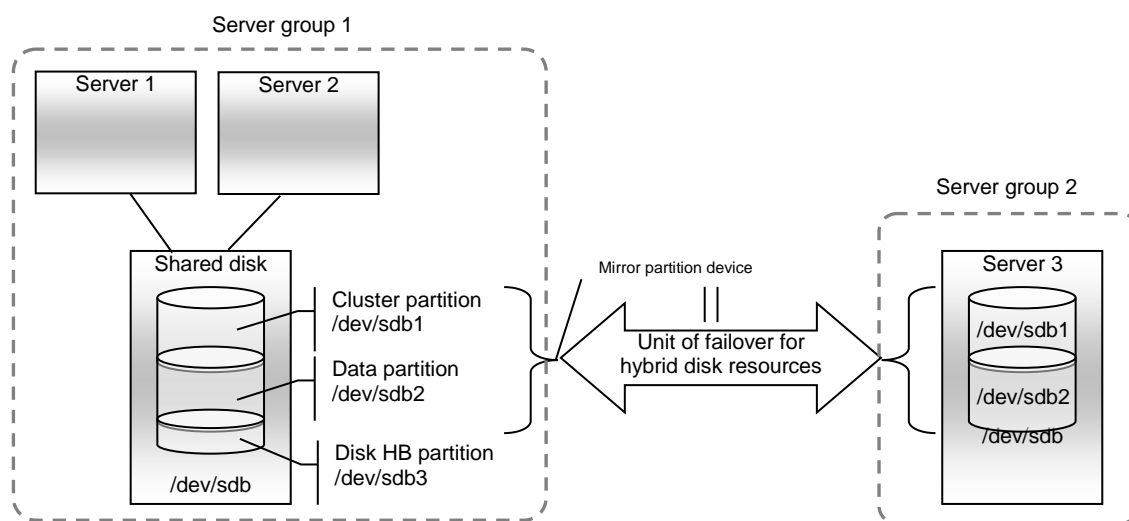 Server group 1
Server 1
Server 2
Shared disk
Cluster partition
/dev/sdb1
Data partition
/dev/sdb2
Disk HB partition
/dev/sdb3
/dev/sdb
Mirror partition device
Unit of failover for
hybrid disk resources
Server group 2
Server 3
/dev/sdb1
/dev/sdb2
/dev/sdb